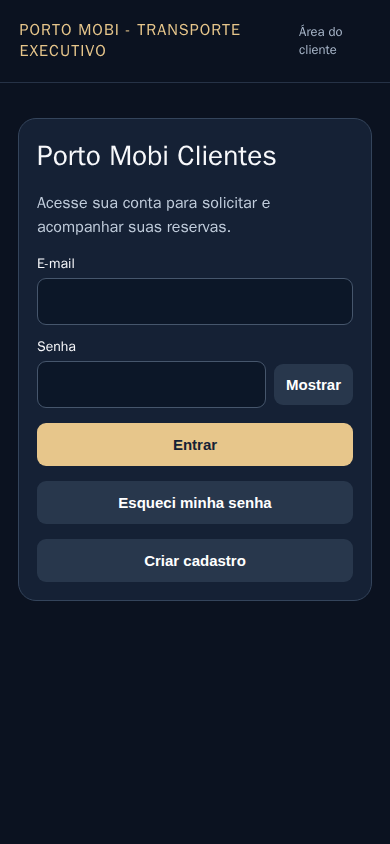 PORTO MOBI - TRANSPORTE
EXECUTIVO
Área do
cliente
Porto Mobi Clientes
Acesse sua conta para solicitar e
acompanhar suas reservas.
E-mail
Senha
Mostrar
Entrar
Esqueci minha senha
Criar cadastro